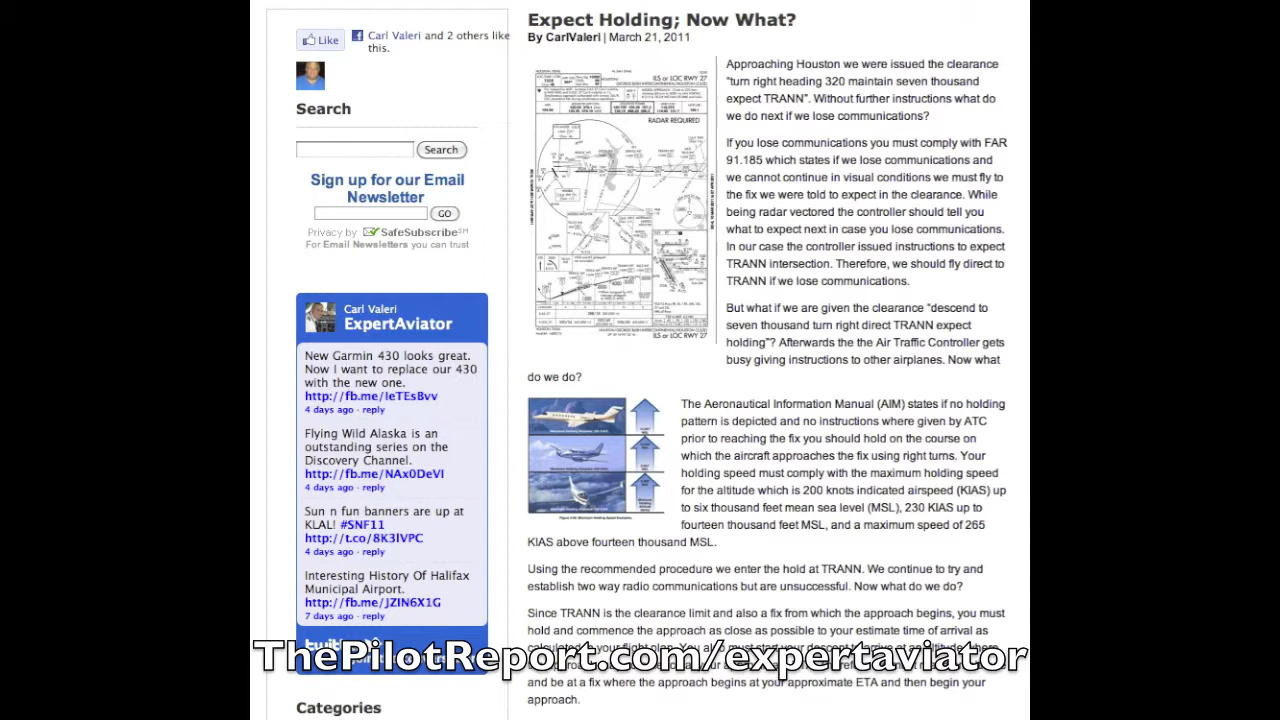 Like
Carl Valeri and 2 others like
this.
Search
Search
Sign up for our Email
Newsletter
GO
Privacy by SafeSubscribe
For Email Newsletters you can trust
Carl Valeri
ExpertAviator
New Garmin 430 looks great.
Now I want to replace our 430
with the new one.
http://fb.me/IeTEsBvv
4 days ago · reply
Flying Wild Alaska is an
outstanding series on the
Discovery Channel.
http://fb.me/NAx0DeVI
4 days ago · reply
Sun n fun banners are up at
KLAL! #SNF11
http://t.co/8K3lVPC
4 days ago · reply
Interesting History Of Halifax
Municipal Airport.
http://fb.me/JZIN6X1G
7 days ago · reply
Categories
Expect Holding; Now What?
By CarlValeri | March 21, 2011
ILS or LOC RWY 27
RADAR REQUIRED
ILS or LOC RWY 27
Approaching Houston we were issued the clearance
“turn right heading 320 maintain seven thousand
expect TRANN”. Without further instructions what do
we do next if we lose communications?
If you lose communications you must comply with FAR
91.185 which states if we lose communications and
we cannot continue in visual conditions we must fly to
the fix we were told to expect in the clearance. While
being radar vectored the controller should tell you
what to expect next in case you lose communications.
In our case the controller issued instructions to expect
TRANN intersection. Therefore, we should fly direct to
TRANN if we lose communications.
But what if we are given the clearance “descend to
seven thousand turn right direct TRANN expect
holding”? Afterwards the the Air Traffic Controller gets
busy giving instructions to other airplanes. Now what
do we do?
The Aeronautical Information Manual (AIM) states if no holding
pattern is depicted and no instructions where given by ATC
prior to reaching the fix you should hold on the course on
which the aircraft approaches the fix using right turns. Your
holding speed must comply with the maximum holding speed
for the altitude which is 200 knots indicated airspeed (KIAS) up
to six thousand feet mean sea level (MSL), 230 KIAS up to
fourteen thousand feet MSL, and a maximum speed of 265
KIAS above fourteen thousand MSL.
Using the recommended procedure we enter the hold at TRANN. We continue to try and
establish two way radio communications but are unsuccessful. Now what do we do?
Since TRANN is the clearance limit and also a fix from which the approach begins, you must
hold and commence the approach as close as possible to your estimate time of arrival as
and be at a fix where the approach begins at your approximate ETA and then begin your
approach.
ThePilotReport.com/expertaviator